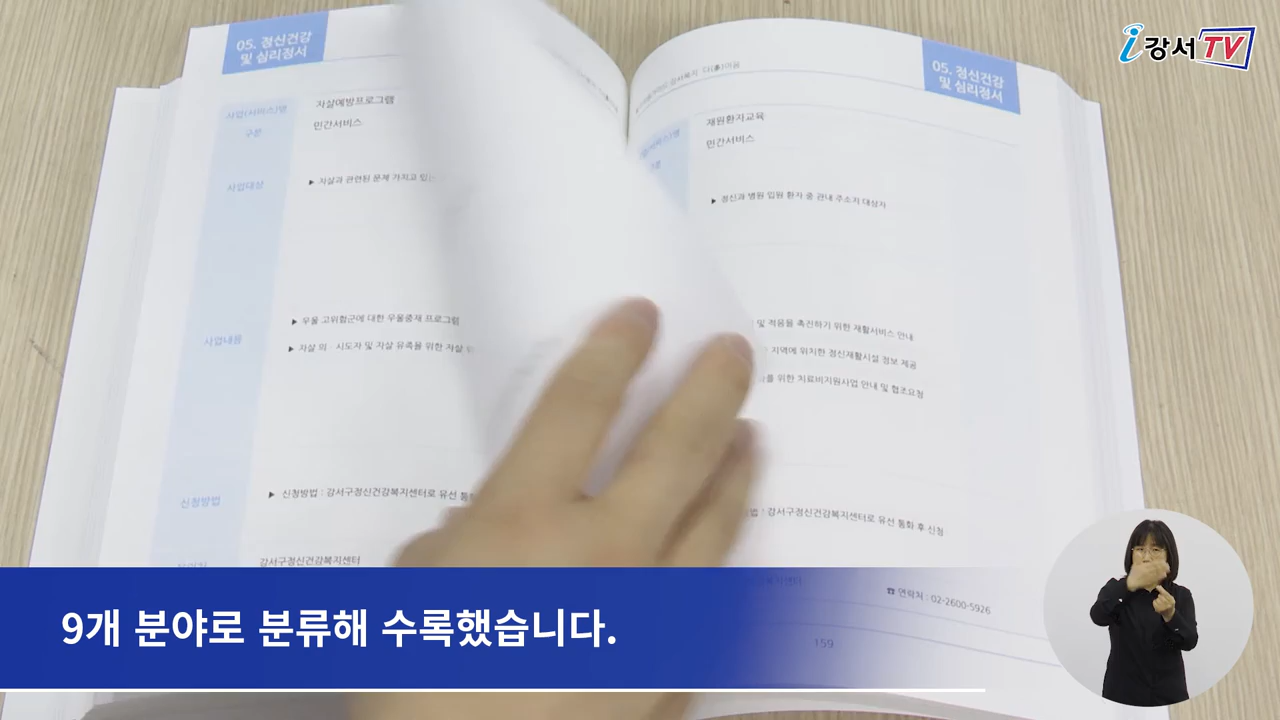 i강서TV
05. 정신건강
및 심리정서
사업(서비스)명
자살예방프로그램
구분
민간서비스
사업대상
▶ 자살과 관련된 문제 가지고
사업내용
▶ 우울 고위험군에 대한 우울중재 프로그램
▶ 자살 의·시도자 및 자살 유족을 위한 자살
신청방법
▶ 신청방법 : 강서구정신건강복지센터로 유선
강서구정신건강복지센터
05. 정신건강
및 심리정서
재원환자교육
민간서비스
▶ 정신과 병원 입원 환자 중 관내 주소지 대상자
및 적응을 촉진하기 위한 재활서비스 안내
지역에 위치한 정신재활시설 정보 제공
를 위한 치료비지원사업 안내 및 협조요청
법 : 강서구정신건강복지센터로 유선 통화 후 신청
☎ 연락처 : 02-2600-5926
159
9개 분야로 분류해 수록했습니다.